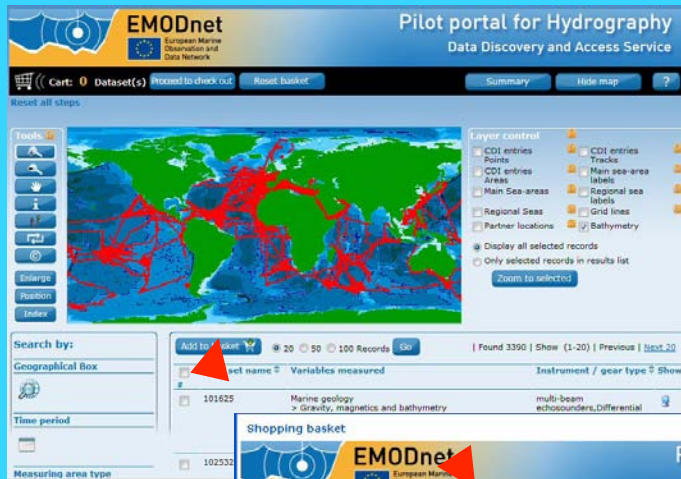 EMODnet
European Marine
Observation and
Data Network
Pilot portal for Hydrography
Data Discovery and Access Service
Cart: 0 Dataset(s) Proceed to check out Reset basket Summary Hide map ?
Reset all steps
Tools
Enlarge
Position
Index
Layer control
CDI entries Points
CDI entries Tracks
CDI entries Areas
Main sea-area labels
Main Sea-areas
Regional sea labels
Regional Seas
Grid lines
Partner locations
Bathymetry
Display all selected records
Only selected records in results list
Zoom to selected
Search by:
Geographical Box
Time period
Measuring area type
Add to basket 20 50 100 Records Go | Found 3390 | Show (1-20) | Previous | Next 20
set name Variables measured Instrument / gear type Show
#
101625 Marine geology multi-beam
> Gravity, magnetics and bathymetry echosounders,Differential
102532
Shopping basket
EMODnet
European Marine